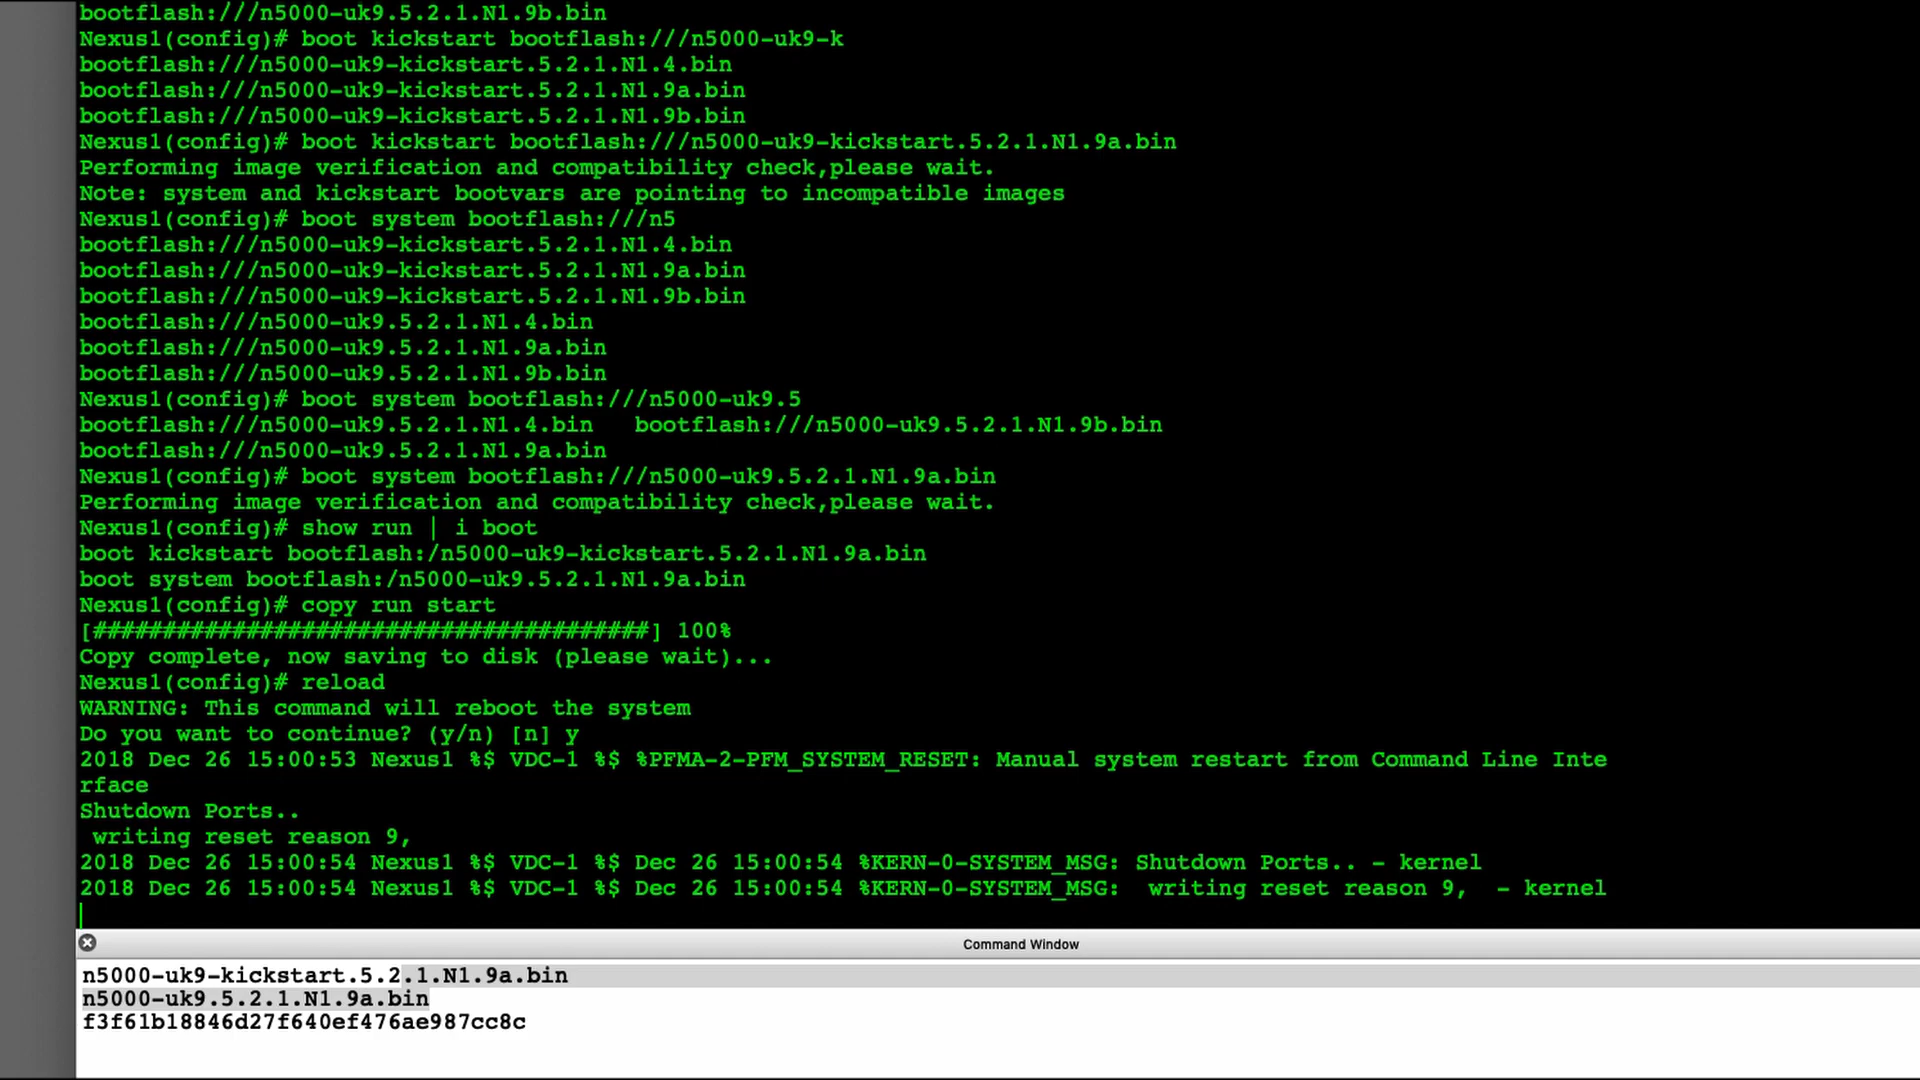 bootflash:///n5000-uk9.5.2.1.N1.9b.bin
Nexus1(config)# boot kickstart bootflash:///n5000-uk9-k
bootflash:///n5000-uk9-kickstart.5.2.1.N1.4.bin
bootflash:///n5000-uk9-kickstart.5.2.1.N1.9a.bin
bootflash:///n5000-uk9-kickstart.5.2.1.N1.9b.bin
Nexus1(config)# boot kickstart bootflash:///n5000-uk9-kickstart.5.2.1.N1.9a.bin
Performing image verification and compatibility check,please wait.
Note: system and kickstart bootvars are pointing to incompatible images
Nexus1(config)# boot system bootflash:///n5
bootflash:///n5000-uk9-kickstart.5.2.1.N1.4.bin
bootflash:///n5000-uk9-kickstart.5.2.1.N1.9a.bin
bootflash:///n5000-uk9-kickstart.5.2.1.N1.9b.bin
bootflash:///n5000-uk9.5.2.1.N1.4.bin
bootflash:///n5000-uk9.5.2.1.N1.9a.bin
bootflash:///n5000-uk9.5.2.1.N1.9b.bin
Nexus1(config)# boot system bootflash:///n5000-uk9.5
bootflash:///n5000-uk9.5.2.1.N1.4.bin   bootflash:///n5000-uk9.5.2.1.N1.9b.bin
bootflash:///n5000-uk9.5.2.1.N1.9a.bin
Nexus1(config)# boot system bootflash:///n5000-uk9.5.2.1.N1.9a.bin
Performing image verification and compatibility check,please wait.
Nexus1(config)# show run | i boot
boot kickstart bootflash:/n5000-uk9-kickstart.5.2.1.N1.9a.bin
boot system bootflash:/n5000-uk9.5.2.1.N1.9a.bin
Nexus1(config)# copy run start
[########################################] 100%
Copy complete, now saving to disk (please wait)...
Nexus1(config)# reload
WARNING: This command will reboot the system
Do you want to continue? (y/n) [n] y
2018 Dec 26 15:00:53 Nexus1 %$ VDC-1 %$ %PFMA-2-PFM_SYSTEM_RESET: Manual system restart from Command Line Inte
rface
Shutdown Ports..
 writing reset reason 9,
2018 Dec 26 15:00:54 Nexus1 %$ VDC-1 %$ Dec 26 15:00:54 %KERN-0-SYSTEM_MSG: Shutdown Ports.. - kernel
2018 Dec 26 15:00:54 Nexus1 %$ VDC-1 %$ Dec 26 15:00:54 %KERN-0-SYSTEM_MSG:  writing reset reason 9,  - kernel
Command Window
n5000-uk9-kickstart.5.2.1.N1.9a.bin
n5000-uk9.5.2.1.N1.9a.bin
f3f61b18846d27f640ef476ae987cc8c